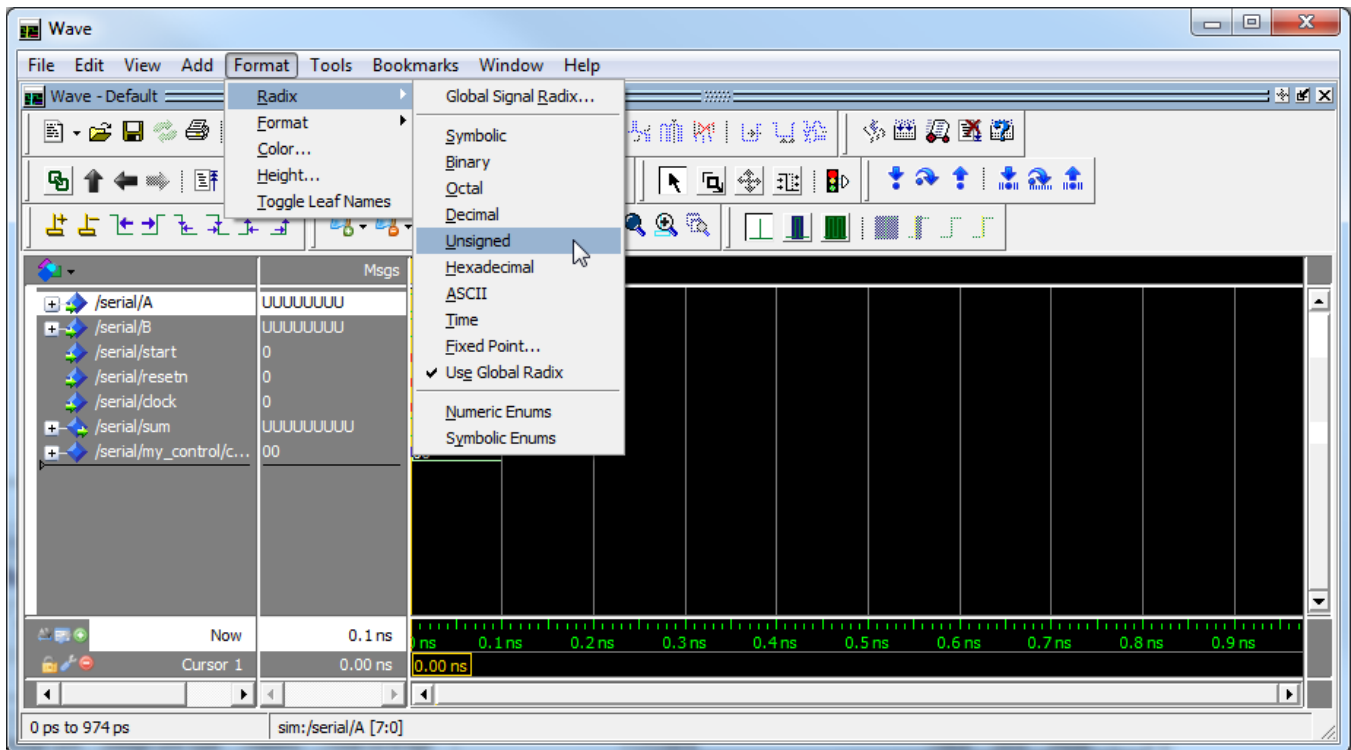 Wave
File Edit View Add Format Tools Bookmarks Window Help
Wave - Default
Radix
Format
Color...
Height...
Toggle Leaf Names
Global Signal Radix...
Symbolic
Binary
Octal
Decimal
Unsigned
Hexadecimal
ASCII
Time
Fixed Point...
Use Global Radix
Numeric Enums
Symbolic Enums
Msgs
/serial/A UUUUUUUU
/serial/B UUUUUUUU
/serial/start 0
/serial/resetn 0
/serial/clock 0
/serial/sum UUUUUUUUU
/serial/my_control/c... 00
Now 0.1 ns
ns 0.1 ns 0.2 ns 0.3 ns 0.4 ns 0.5 ns 0.6 ns 0.7 ns 0.8 ns 0.9 ns
Cursor 1 0.00 ns 0.00 ns
0 ps to 974 ps sim:/serial/A [7:0]